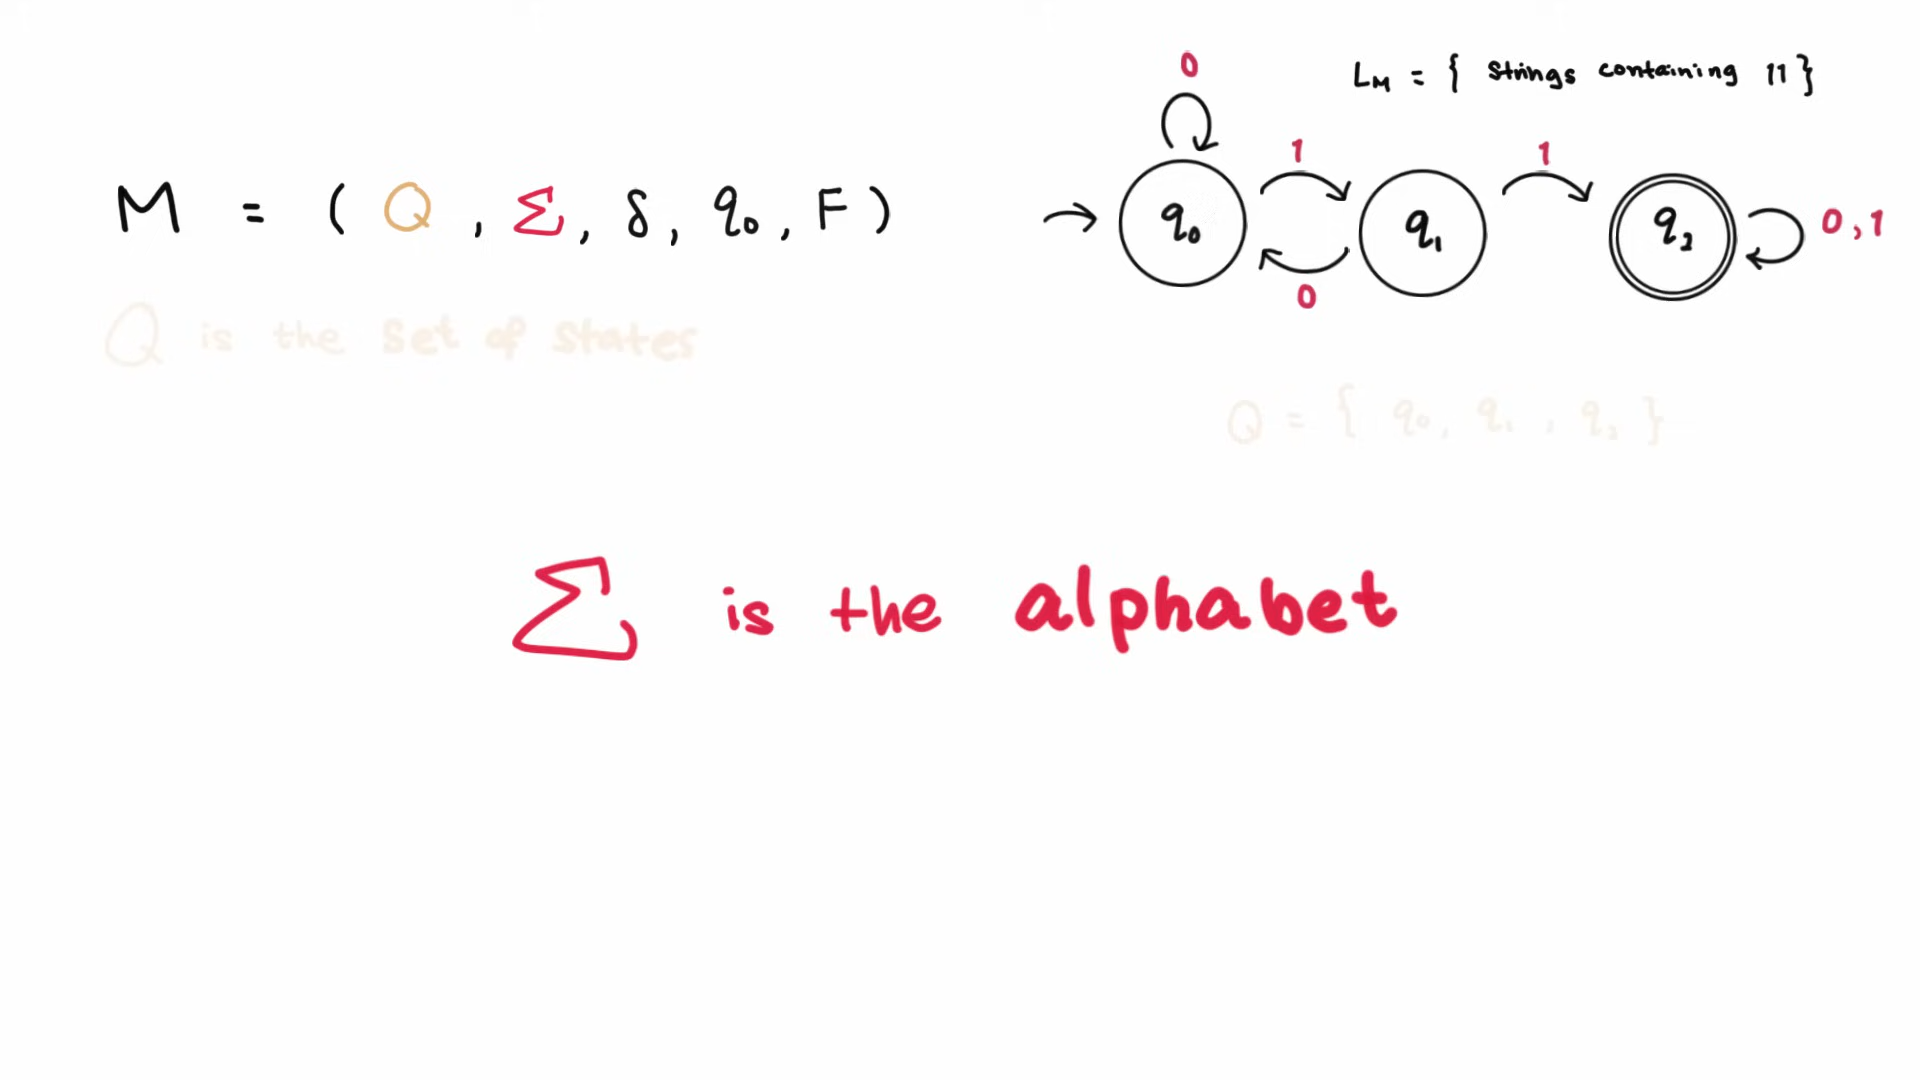 M = ( Q , Σ, δ, q₀, F )
L_M = { Strings containing 11 }
0
1
1
q₀
q₁
q₂
0,1
0
Q is the set of states
Q = { q₀, q₁, q₂ }
Σ is the alphabet